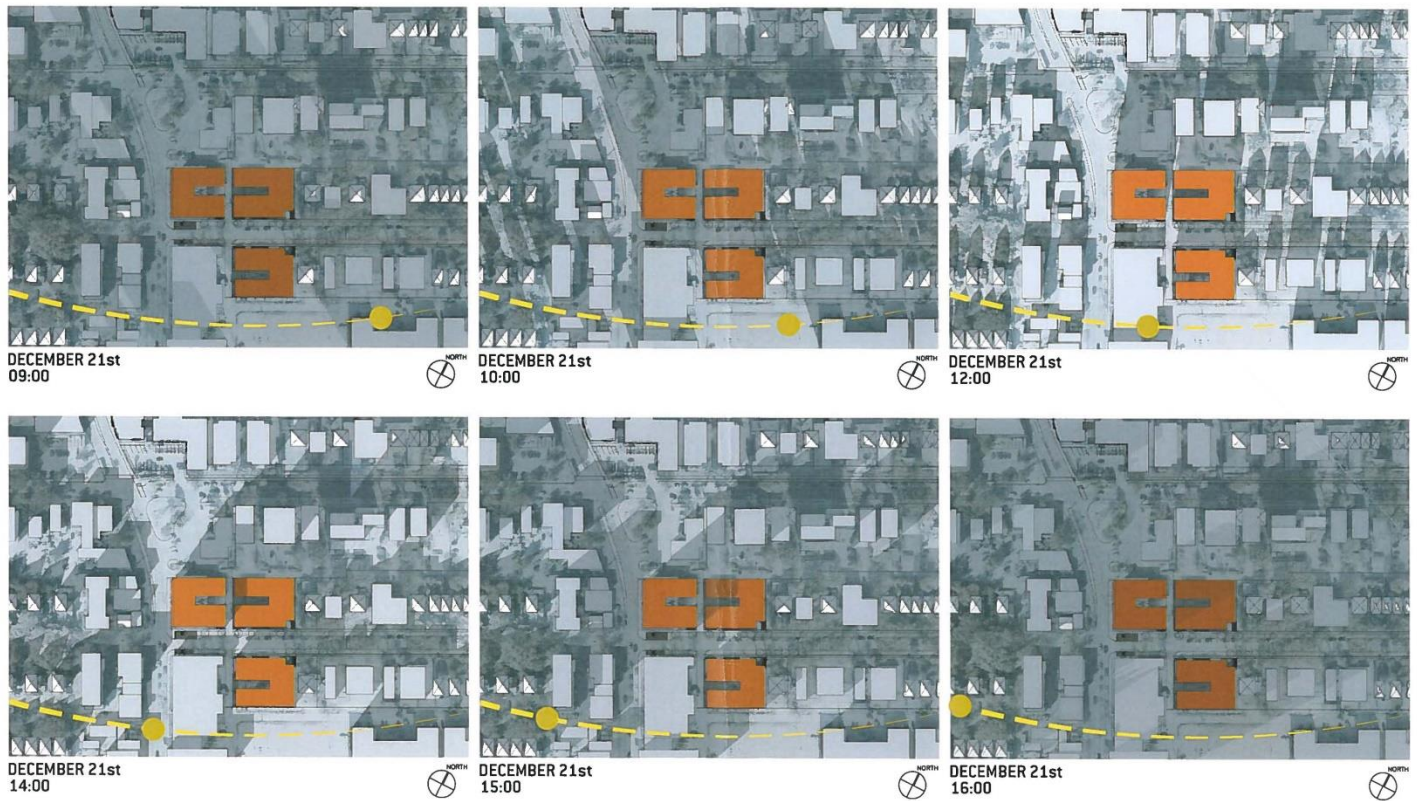 DECEMBER 21st
09:00
NORTH
DECEMBER 21st
10:00
NORTH
DECEMBER 21st
12:00
NORTH
DECEMBER 21st
14:00
NORTH
DECEMBER 21st
15:00
NORTH
DECEMBER 21st
16:00
NORTH